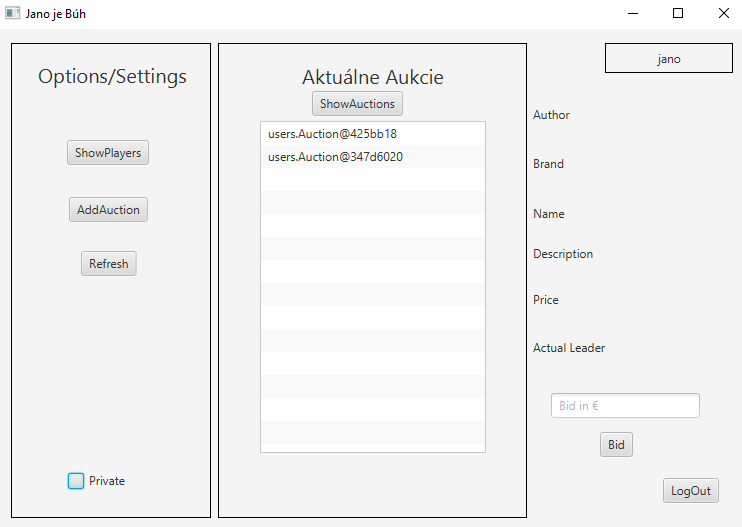 Jano je Búh
Options/Settings
ShowPlayers
AddAuction
Refresh
Private
Aktuálne Aukcie
ShowAuctions
users.Auction@425bb18
users.Auction@347d6020
jano
Author
Brand
Name
Description
Price
Actual Leader
Bid in €
Bid
LogOut